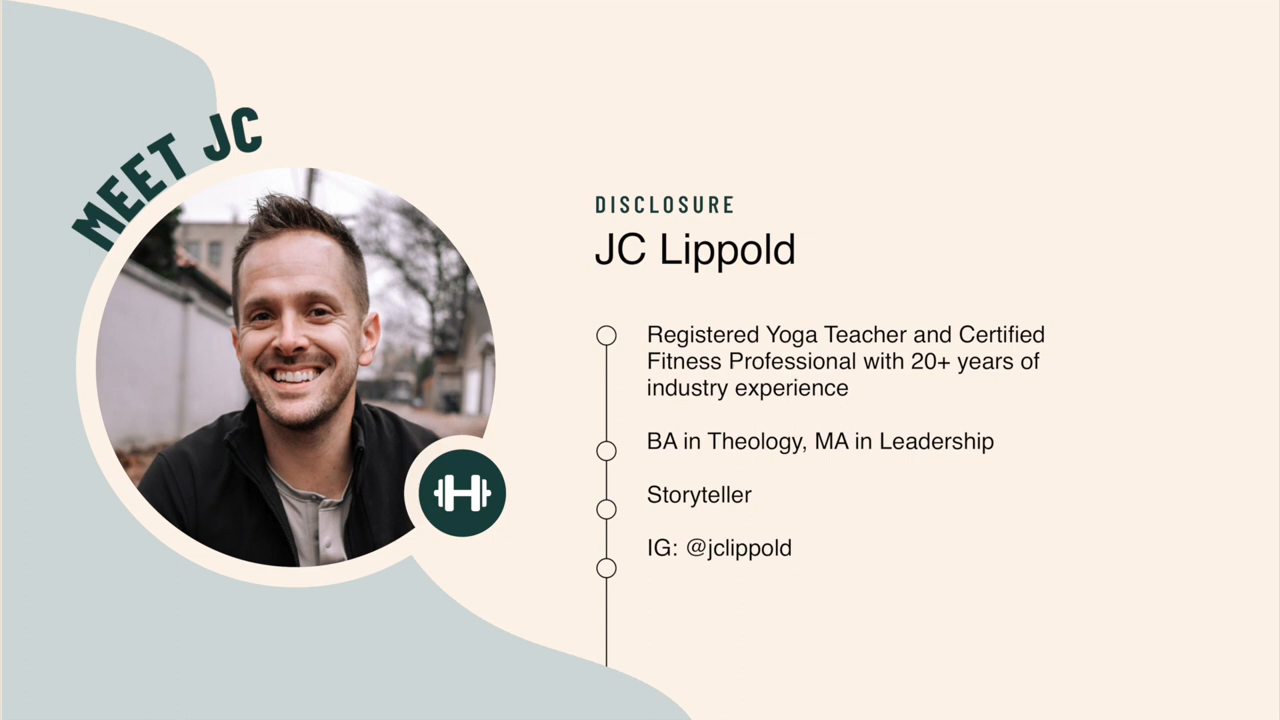 MEET JC
DISCLOSURE
JC Lippold
Registered Yoga Teacher and Certified
Fitness Professional with 20+ years of
industry experience
BA in Theology, MA in Leadership
Storyteller
IG: @jclippold